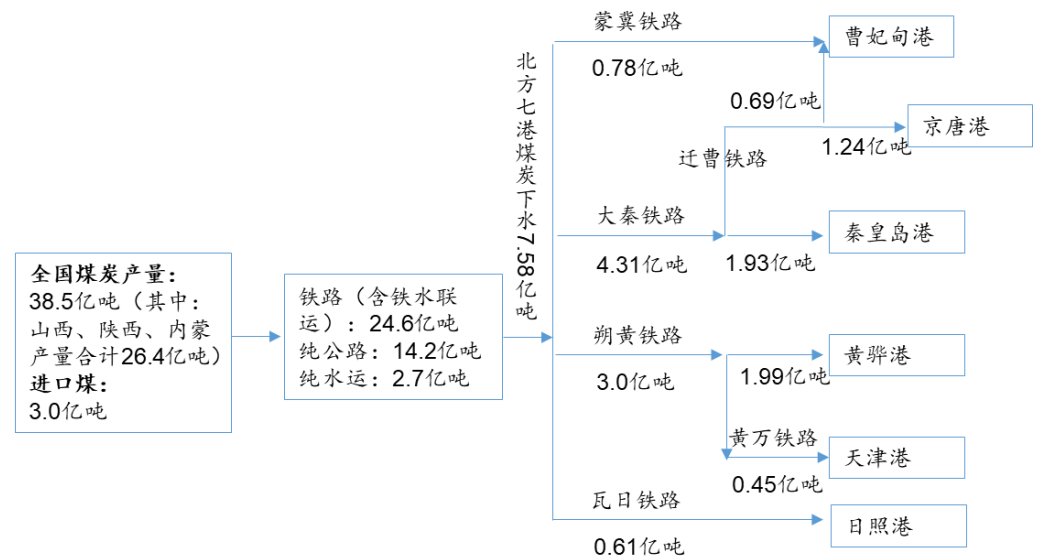 全国煤炭产量：
38.5亿吨（其中：
山西、陕西、内蒙
产量合计26.4亿吨）
进口煤：
3.0亿吨
铁路（含铁水联
运）：24.6亿吨
纯公路：14.2亿吨
纯水运：2.7亿吨
北方七港煤炭下水7.58亿吨
蒙冀铁路
0.78亿吨
曹妃甸港
0.69亿吨
京唐港
1.24亿吨
迁曹铁路
大秦铁路
4.31亿吨
1.93亿吨
秦皇岛港
朔黄铁路
3.0亿吨
1.99亿吨
黄骅港
黄万铁路
0.45亿吨
天津港
瓦日铁路
0.61亿吨
日照港